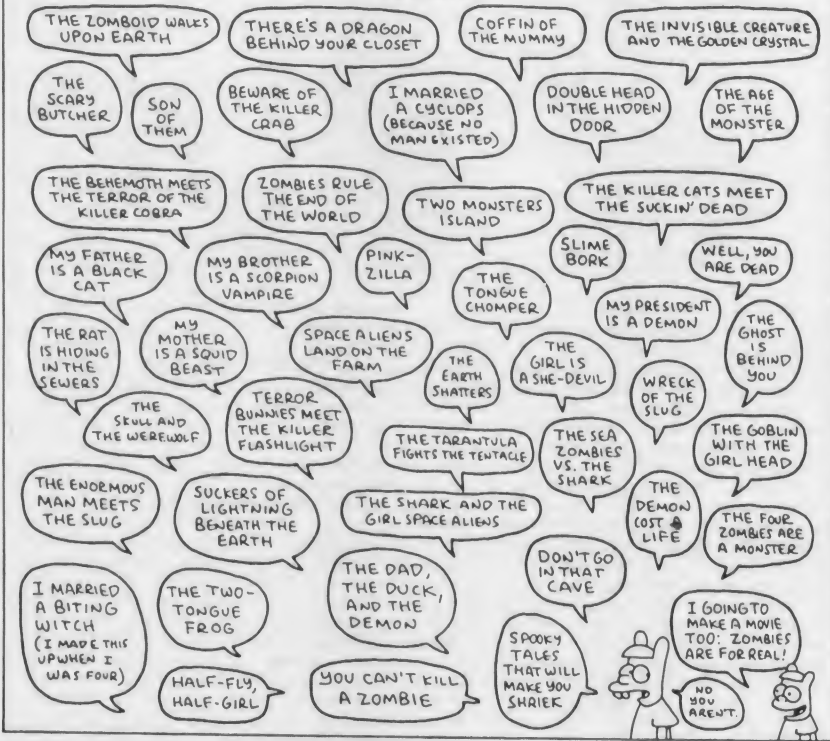 THE ZOMBOID WALKS
UPON EARTH
THERE'S A DRAGON
BEHIND YOUR CLOSET
COFFIN OF
THE MUMMY
THE INVISIBLE CREATURE
AND THE GOLDEN CRYSTAL
THE
SCARY
BUTCHER
SON
OF
THEM
BEWARE OF
THE KILLER
CRAB
I MARRIED
A CYCLOPS
(BECAUSE NO
MAN EXISTED)
DOUBLE HEAD
IN THE HIDDEN
DOOR
THE AGE
OF THE
MONSTER
THE BEHEMOTH MEETS
THE TERROR OF THE
KILLER COBRA
ZOMBIES RULE
THE END OF
THE WORLD
TWO MONSTERS
ISLAND
THE KILLER CATS MEET
THE SUCKIN' DEAD
MY FATHER
IS A BLACK
CAT
MY BROTHER
IS A SCORPION
VAMPIRE
PINK-
ZILLA
THE
TONGUE
CHOMPER
SLIME
BORK
WELL, YOU
ARE DEAD
MY PRESIDENT
IS A DEMON
THE
GHOST
IS
BEHIND
YOU
THE RAT
IS HIDING
IN THE
SEWERS
MY
MOTHER
IS A SQUID
BEAST
SPACE ALIENS
LAND ON THE
FARM
THE
EARTH
SHATTERS
THE
GIRL IS
A SHE-DEVIL
WRECK
OF THE
SLUG
THE
SKULL AND
THE WEREWOLF
TERROR
BUNNIES MEET
THE KILLER
FLASHLIGHT
THE TARANTULA
FIGHTS THE TENTACLE
THE SEA
ZOMBIES
VS. THE
SHARK
THE GOBLIN
WITH THE
GIRL HEAD
THE ENORMOUS
MAN MEETS
THE SLUG
SUCKERS OF
LIGHTNING
BENEATH THE
EARTH
THE SHARK AND THE
GIRL SPACE ALIENS
THE
DEMON
COST A
LIFE
THE FOUR
ZOMBIES ARE
A MONSTER
I MARRIED
A BITING
WITCH
(I MADE THIS
UP WHEN I
WAS FOUR)
THE TWO-
TONGUE
FROG
THE DAD,
THE DUCK,
AND THE
DEMON
DON'T GO
IN THAT
CAVE
HALF-FLY,
HALF-GIRL
YOU CAN'T KILL
A ZOMBIE
SPOOKY
TALES
THAT WILL
MAKE YOU
SHRIEK
I GOING TO
MAKE A MOVIE
TOO: ZOMBIES
ARE FOR REAL!
NO
YOU
AREN'T.